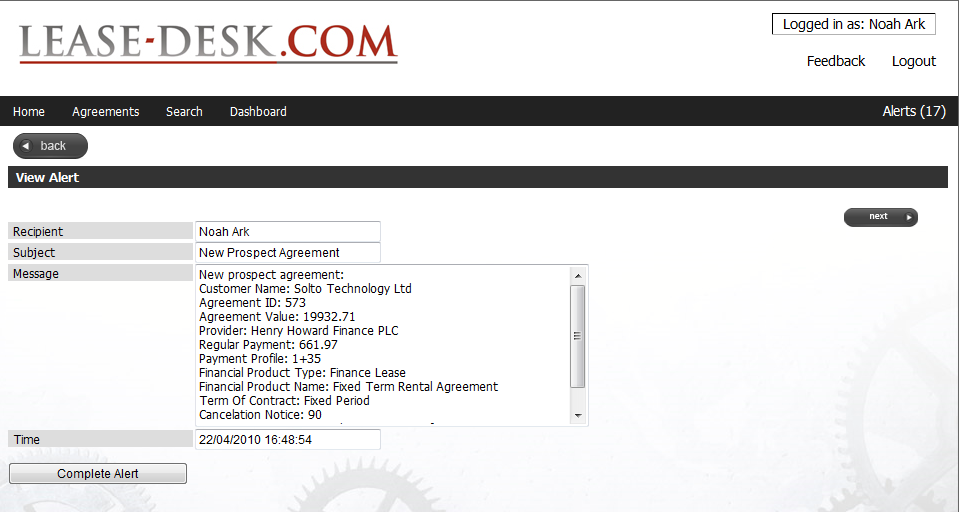 LEASE-DESK.COM
Logged in as: Noah Ark
Feedback Logout
Home Agreements Search Dashboard Alerts (17)
back
View Alert
next
Recipient Noah Ark
Subject New Prospect Agreement
Message New prospect agreement:
Customer Name: Solto Technology Ltd
Agreement ID: 573
Agreement Value: 19932.71
Provider: Henry Howard Finance PLC
Regular Payment: 661.97
Payment Profile: 1+35
Financial Product Type: Finance Lease
Financial Product Name: Fixed Term Rental Agreement
Term Of Contract: Fixed Period
Cancelation Notice: 90
Time 22/04/2010 16:48:54
Complete Alert